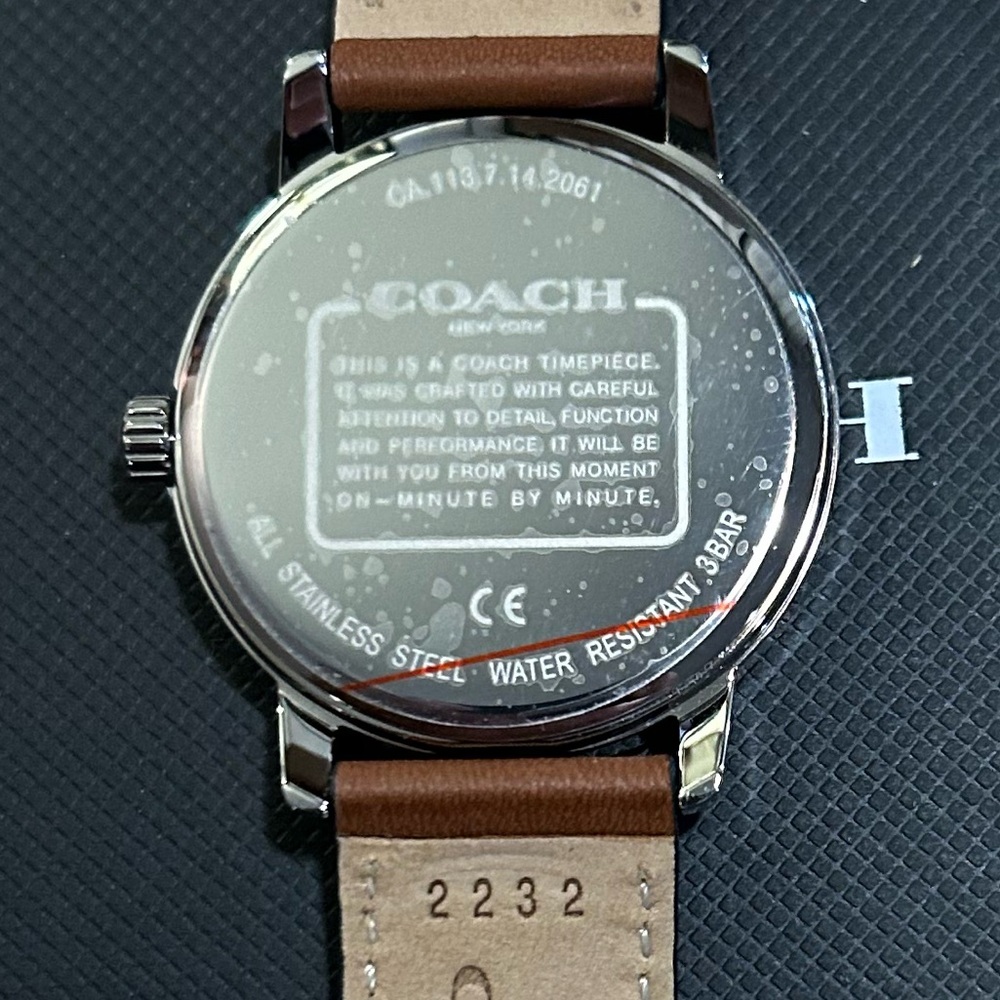 CA.113.7.14.2061
COACH
NEW YORK
THIS IS A COACH TIMEPIECE.
IT WAS CRAFTED WITH CAREFUL
ATTENTION TO DETAIL, FUNCTION
AND PERFORMANCE, IT WILL BE
WITH YOU FROM THIS MOMENT
ON-MINUTE BY MINUTE.
CE
ALL STAINLESS STEEL WATER RESISTANT 3BAR
H
2232